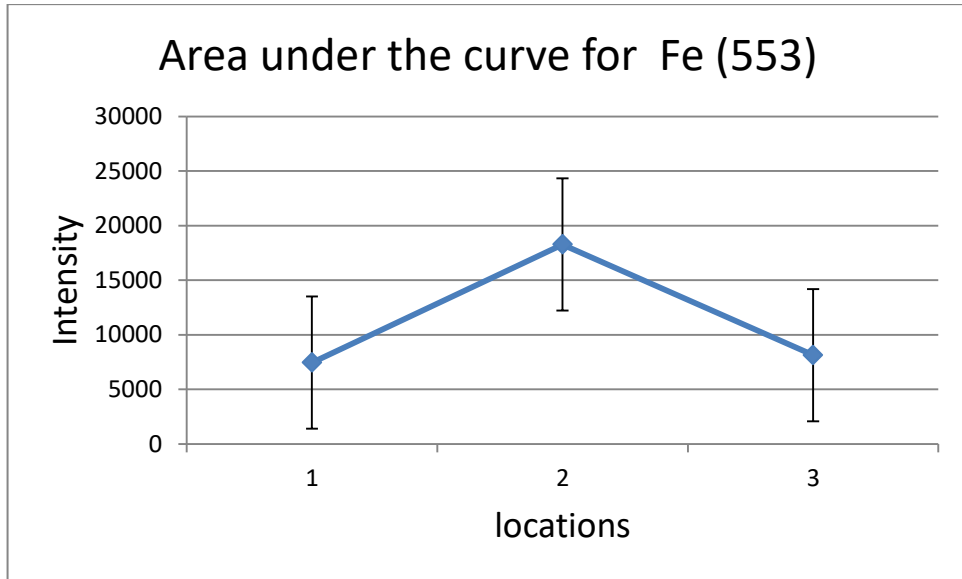 Area under the curve for Fe (553)
30000
25000
20000
15000
10000
5000
0
Intensity
1 2 3
locations